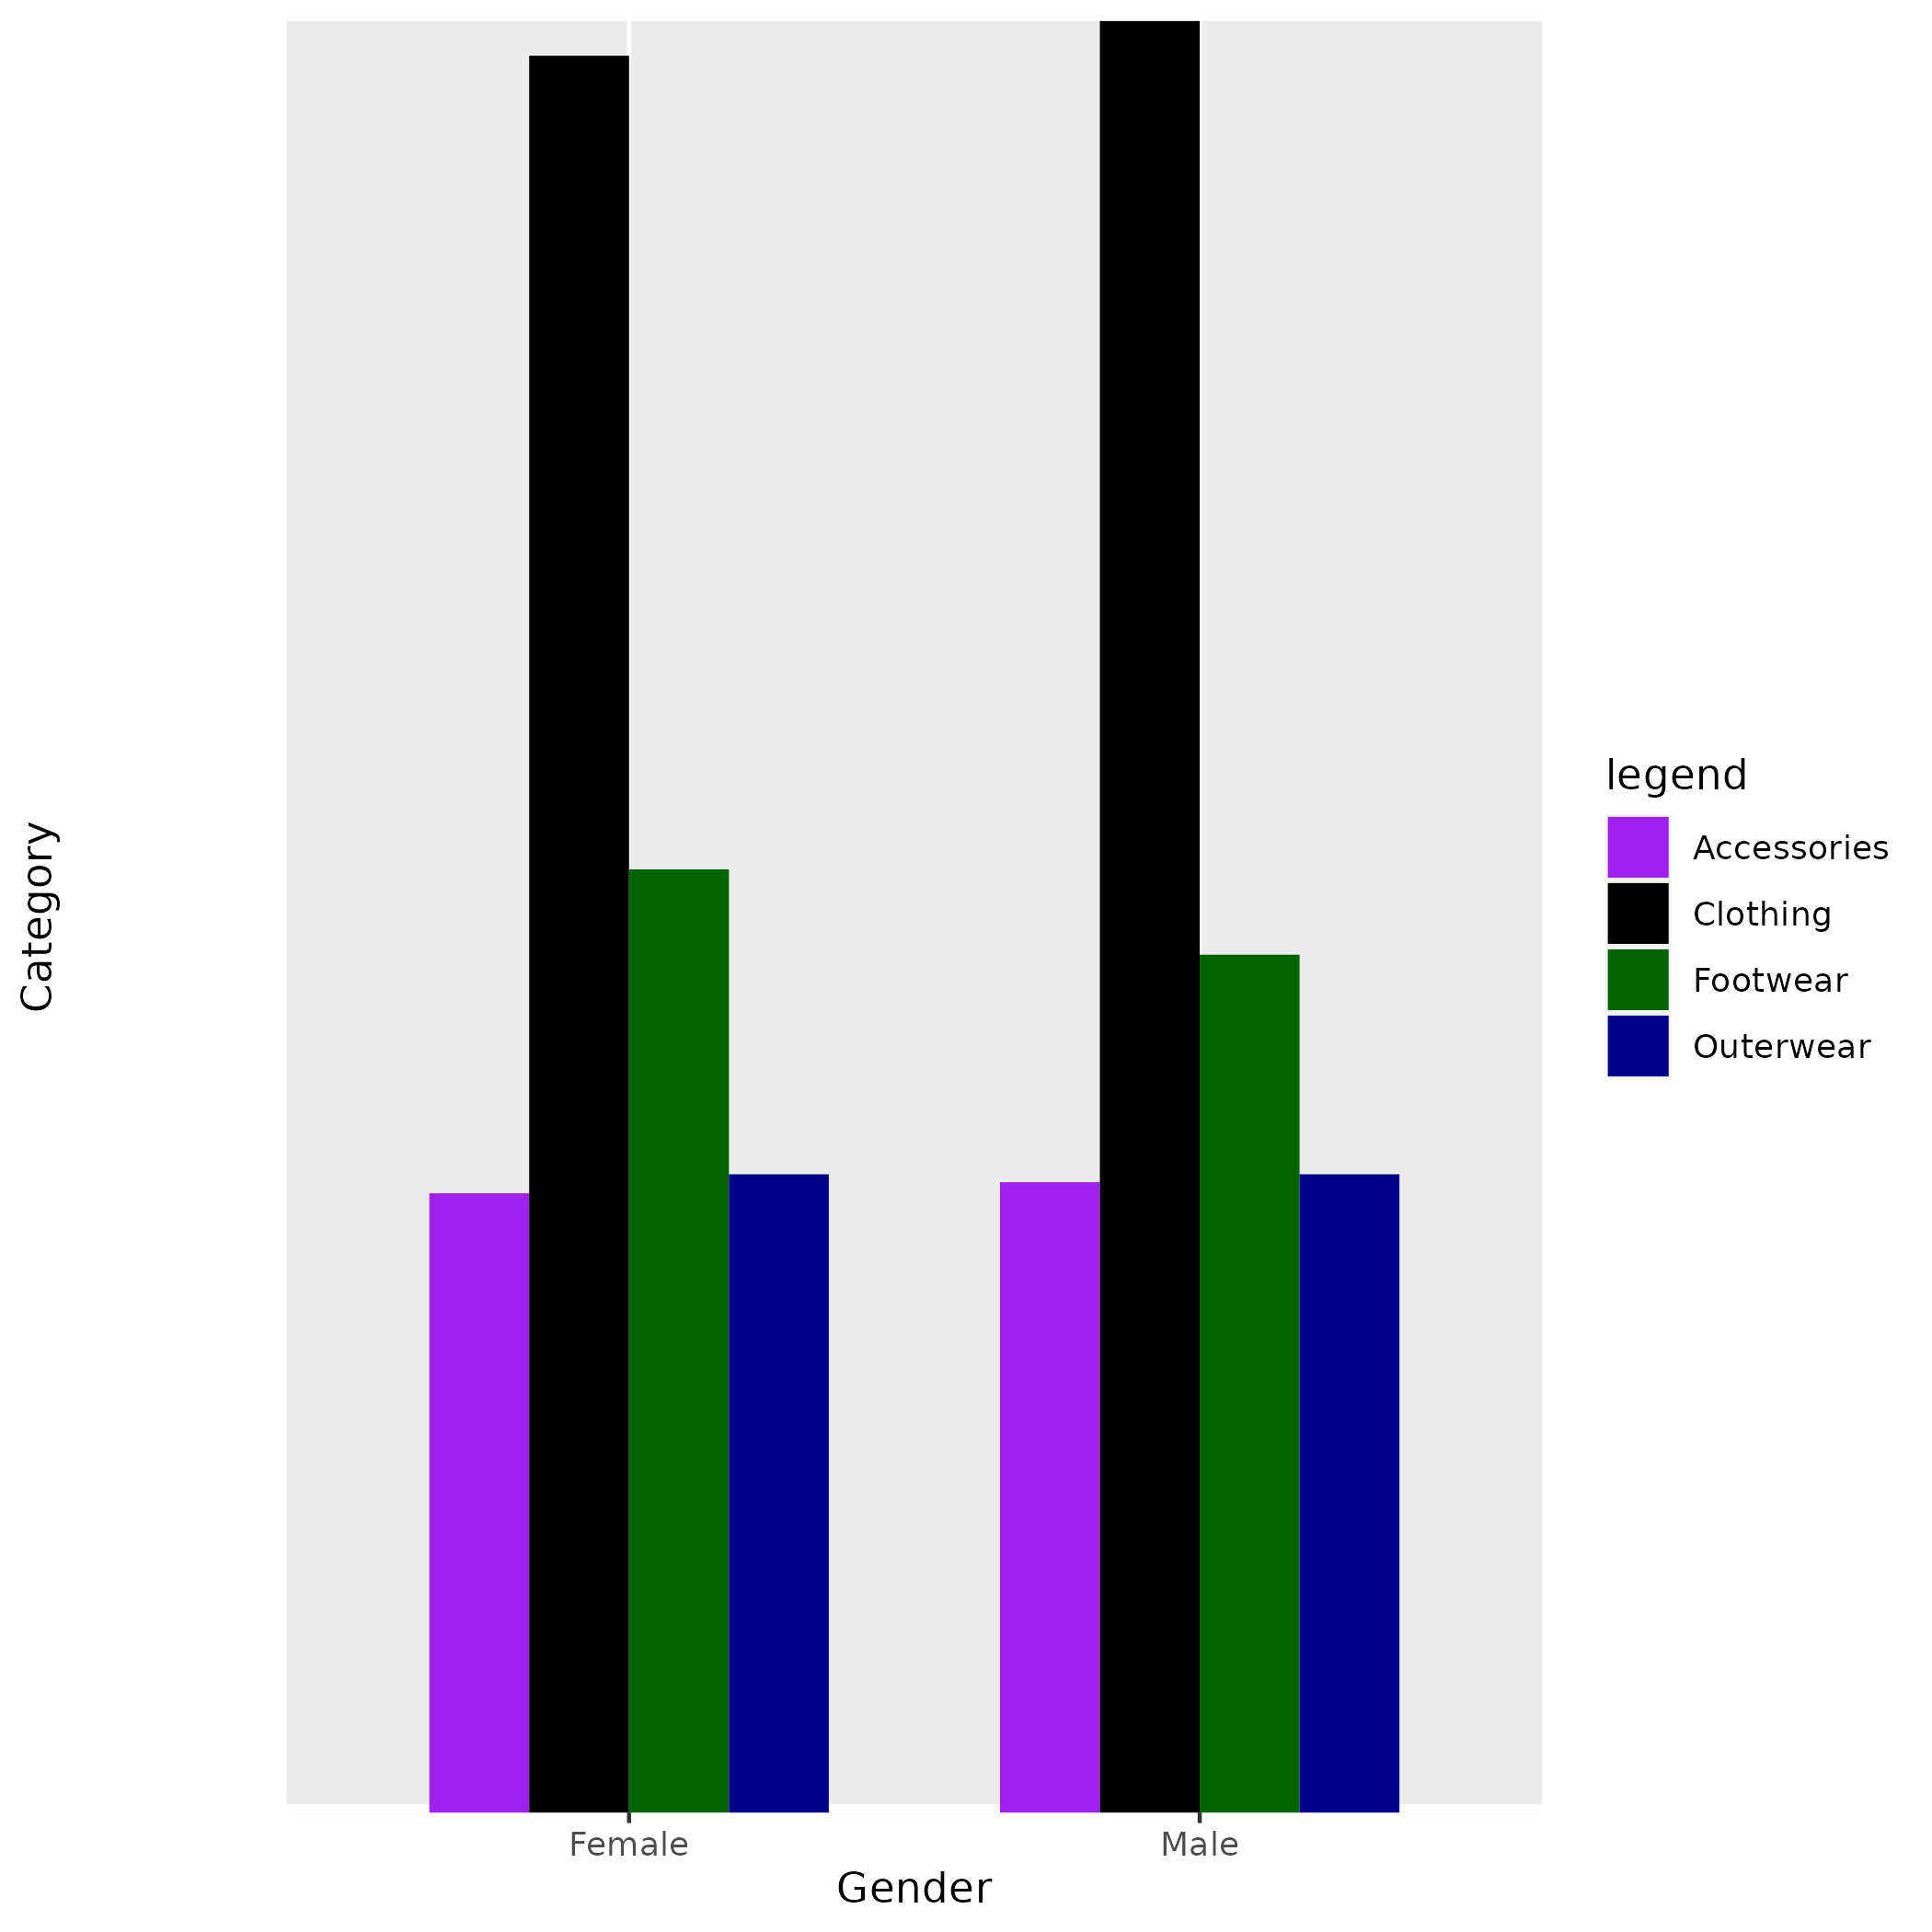 Category
Female
Male
Gender
legend
Accessories
Clothing
Footwear
Outerwear